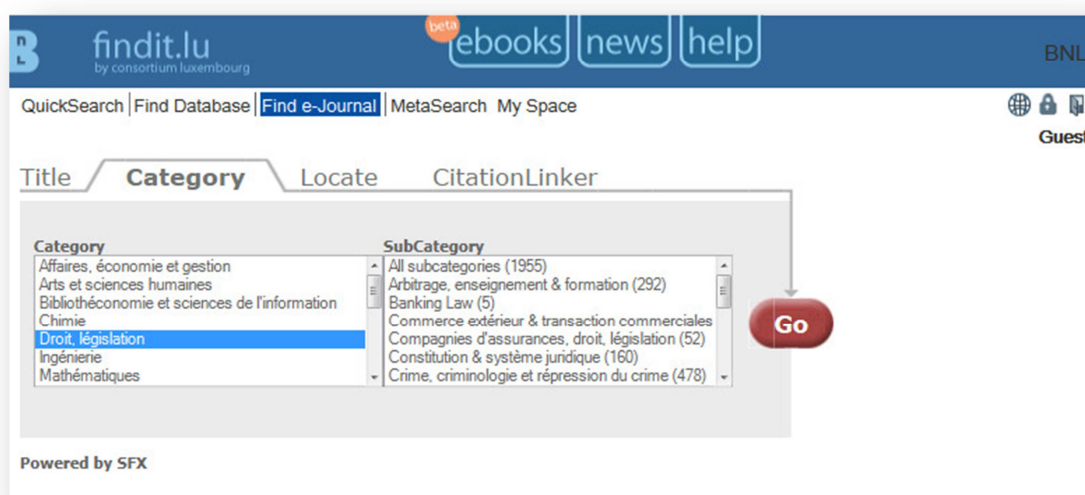 beta
ebooks news help
n
B
L
findit.lu
by consortium luxembourg
BNL
QuickSearch Find Database Find e-Journal MetaSearch My Space
Guest
Title Category Locate CitationLinker
Category SubCategory
Affaires, économie et gestion All subcategories (1955)
Arts et sciences humaines Arbitrage, enseignement & formation (292)
Bibliothéconomie et sciences de l'information Banking Law (5)
Chimie Commerce extérieur & transaction commerciales
Droit, législation Compagnies d'assurances, droit, législation (52)
Ingénierie Constitution & système juridique (160)
Mathématiques Crime, criminologie et répression du crime (478)
Go
Powered by SFX